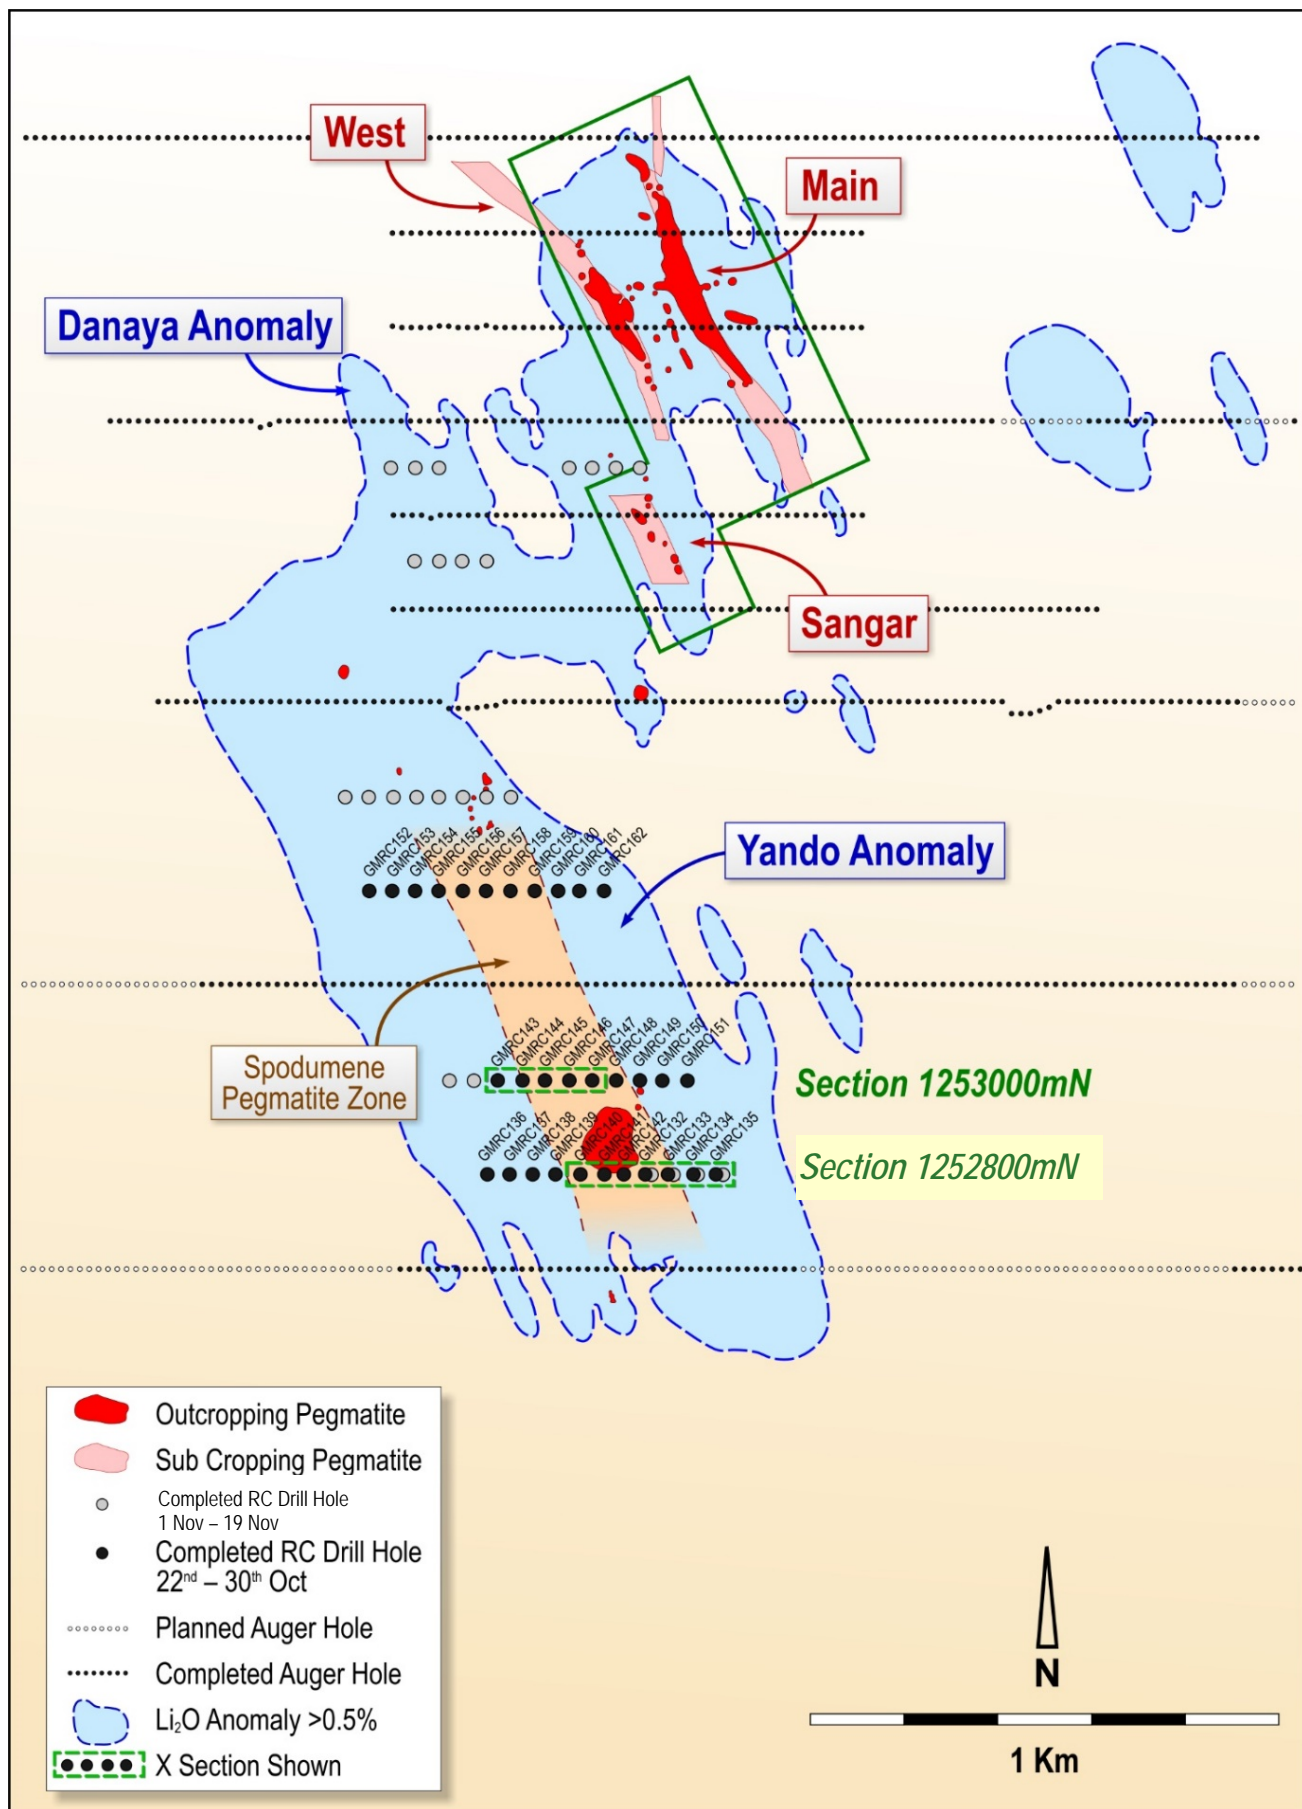 West
Main
Danaya Anomaly
Sangar
GMRC152
GMRC153
GMRC154
GMRC155
GMRC156
GMRC157
GMRC158
GMRC159
GMRC160
GMRC161
GMRC162
Yando Anomaly
Spodumene
Pegmatite Zone
GMRC143
GMRC144
GMRC145
GMRC146
GMRC147
GMRC148
GMRC149
GMRC150
GMRC151
Section 1253000mN
GMRC136
GMRC137
GMRC138
GMRC139
GMRC140
GMRC141
GMRC142
GMRC132
GMRC133
GMRC134
GMRC135
Section 1252800mN
Outcropping Pegmatite
Sub Cropping Pegmatite
Completed RC Drill Hole
1 Nov – 19 Nov
Completed RC Drill Hole
22nd – 30th Oct
Planned Auger Hole
Completed Auger Hole
Li₂O Anomaly >0.5%
X Section Shown
N
1 Km